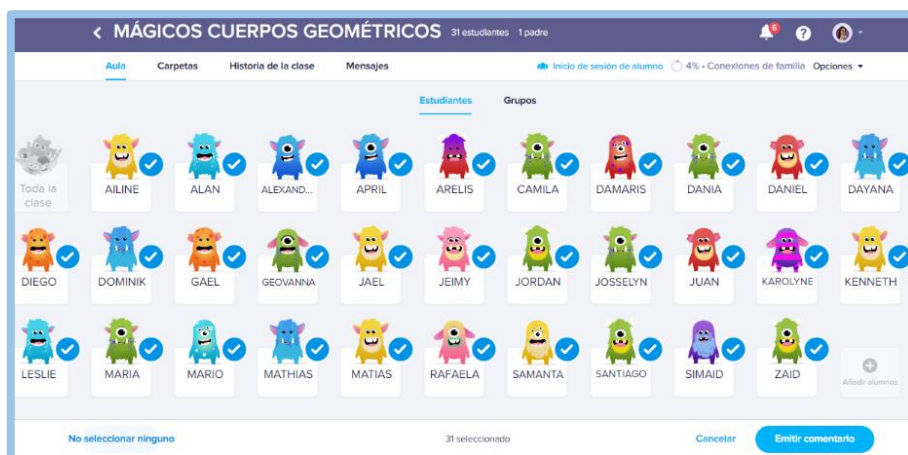 MÁGICOS CUERPOS GEOMÉTRICOS 31 estudiantes 1 padre 6 ?
Aula Carpetas Historia de la clase Mensajes Inicio de sesión de alumno 4% - Conexiones de familia Opciones
Estudiantes Grupos
Toda la
clase
AILINE ALAN ALEXAND... APRIL ARELIS CAMILA DAMARIS DANIA DANIEL DAYANA
DIEGO DOMINIK GAEL GEOVANNA JAEL JEIMY JORDAN JOSSELYN JUAN KAROLYNE KENNETH
LESLIE MARIA MARIO MATHIAS MATIAS RAFAELA SAMANTA SANTIAGO SIMAID ZAID Añadir alumnos
No seleccionar ninguno 31 seleccionado Cancelar Emitir comentario